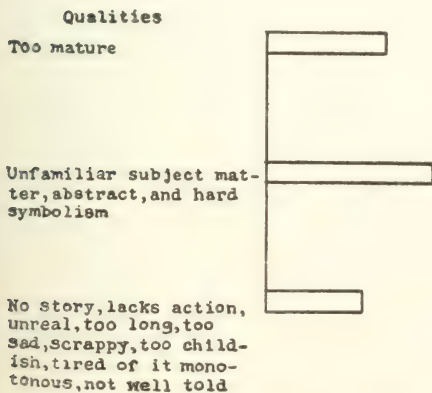 Qualities
Too mature
Unfamiliar subject mat-
ter,abstract,and hard
symbolism
No story,lacks action,
unreal,too long,too
sad,scrappy,too child-
ish,tired of it mono-
tonous,not well told